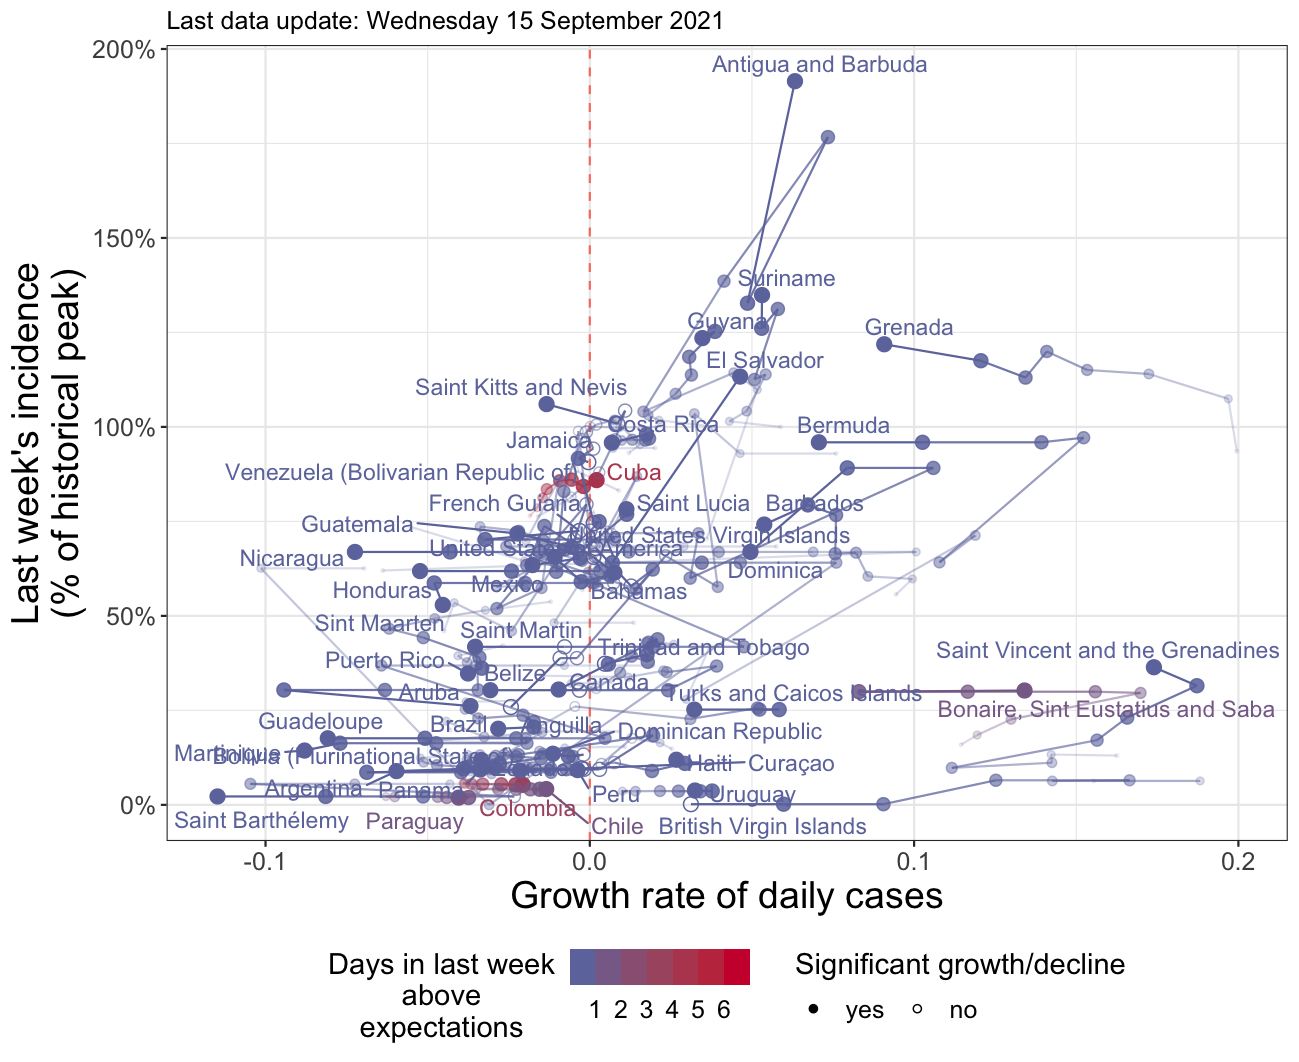 Last data update: Wednesday 15 September 2021
200%
150%
100%
50%
0%
Last week's incidence
(% of historical peak)
Antigua and Barbuda
Suriname
Guyana
Grenada
El Salvador
Saint Kitts and Nevis
Costa Rica
Bermuda
Jamaica
Venezuela (Bolivarian Republic of)
Cuba
French Guiana
Saint Lucia
Barbados
Guatemala
United States Virgin Islands
United States of America
Nicaragua
Dominica
Honduras
Mexico
Bahamas
Sint Maarten
Saint Martin
Trinidad and Tobago
Saint Vincent and the Grenadines
Puerto Rico
Belize
Canada
Aruba
Turks and Caicos Islands
Bonaire, Sint Eustatius and Saba
Guadeloupe
Brazil
Anguilla
Dominican Republic
Martinique
Bolivia (Plurinational State
Haiti
Curaçao
Argentina
Panama
Peru
Uruguay
Colombia
Saint Barthélemy
Paraguay
Chile
British Virgin Islands
-0.1
0.0
0.1
0.2
Growth rate of daily cases
Days in last week
above
expectations
1 2 3 4 5 6
Significant growth/decline
yes
no